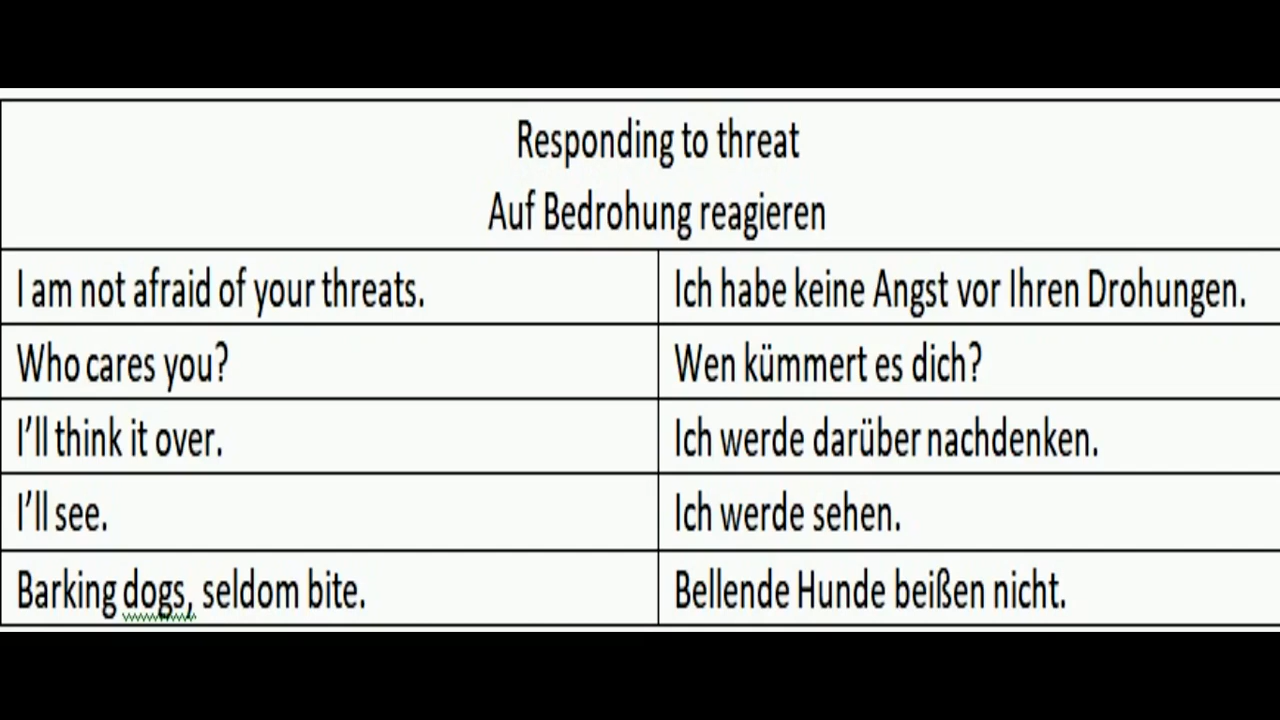 Responding to threat
Auf Bedrohung reagieren
I am not afraid of your threats.
Ich habe keine Angst vor Ihren Drohungen.
Who cares you?
Wen kümmert es dich?
I’ll think it over.
Ich werde darüber nachdenken.
I’ll see.
Ich werde sehen.
Barking dogs, seldom bite.
Bellende Hunde beißen nicht.